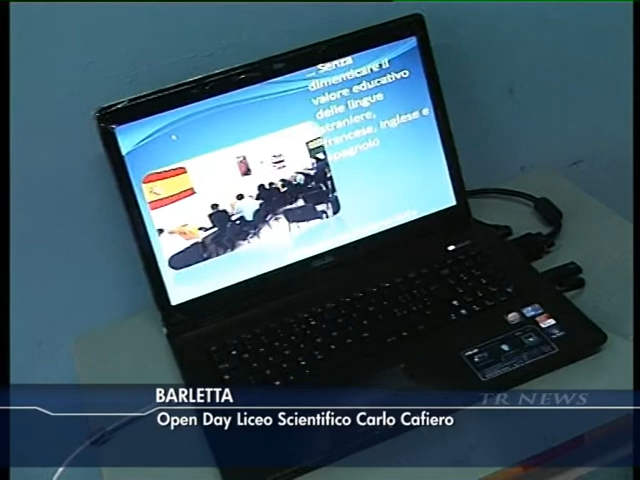 ... Senza
dimenticare il
valore educativo
delle lingue
straniere,
francese, inglese e
spagnolo
BARLETTA
TR NEWS
Open Day Liceo Scientifico Carlo Cafiero